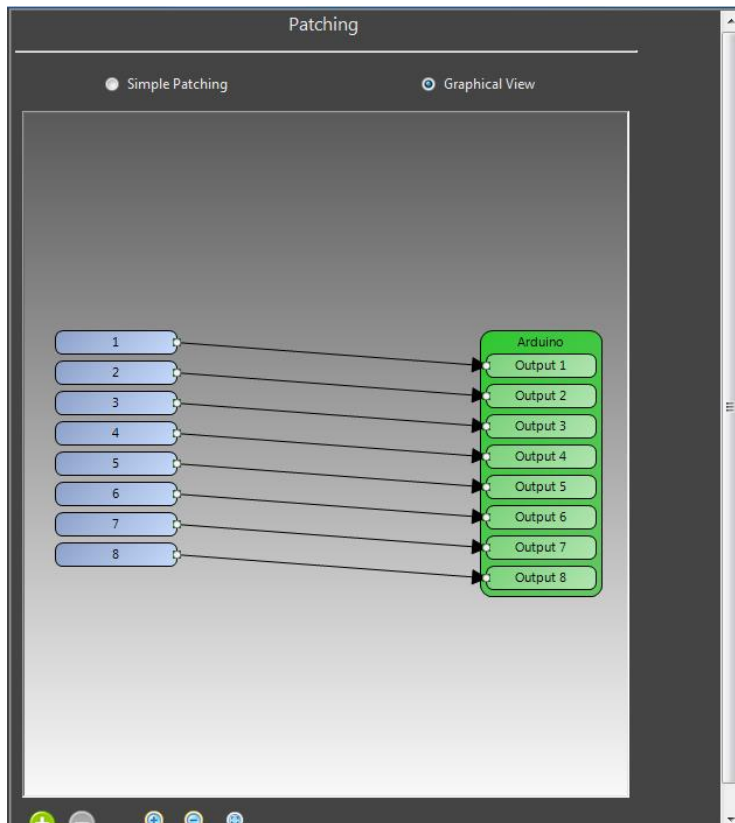 Patching
Simple Patching
Graphical View
1
2
3
4
5
6
7
8
Arduino
Output 1
Output 2
Output 3
Output 4
Output 5
Output 6
Output 7
Output 8